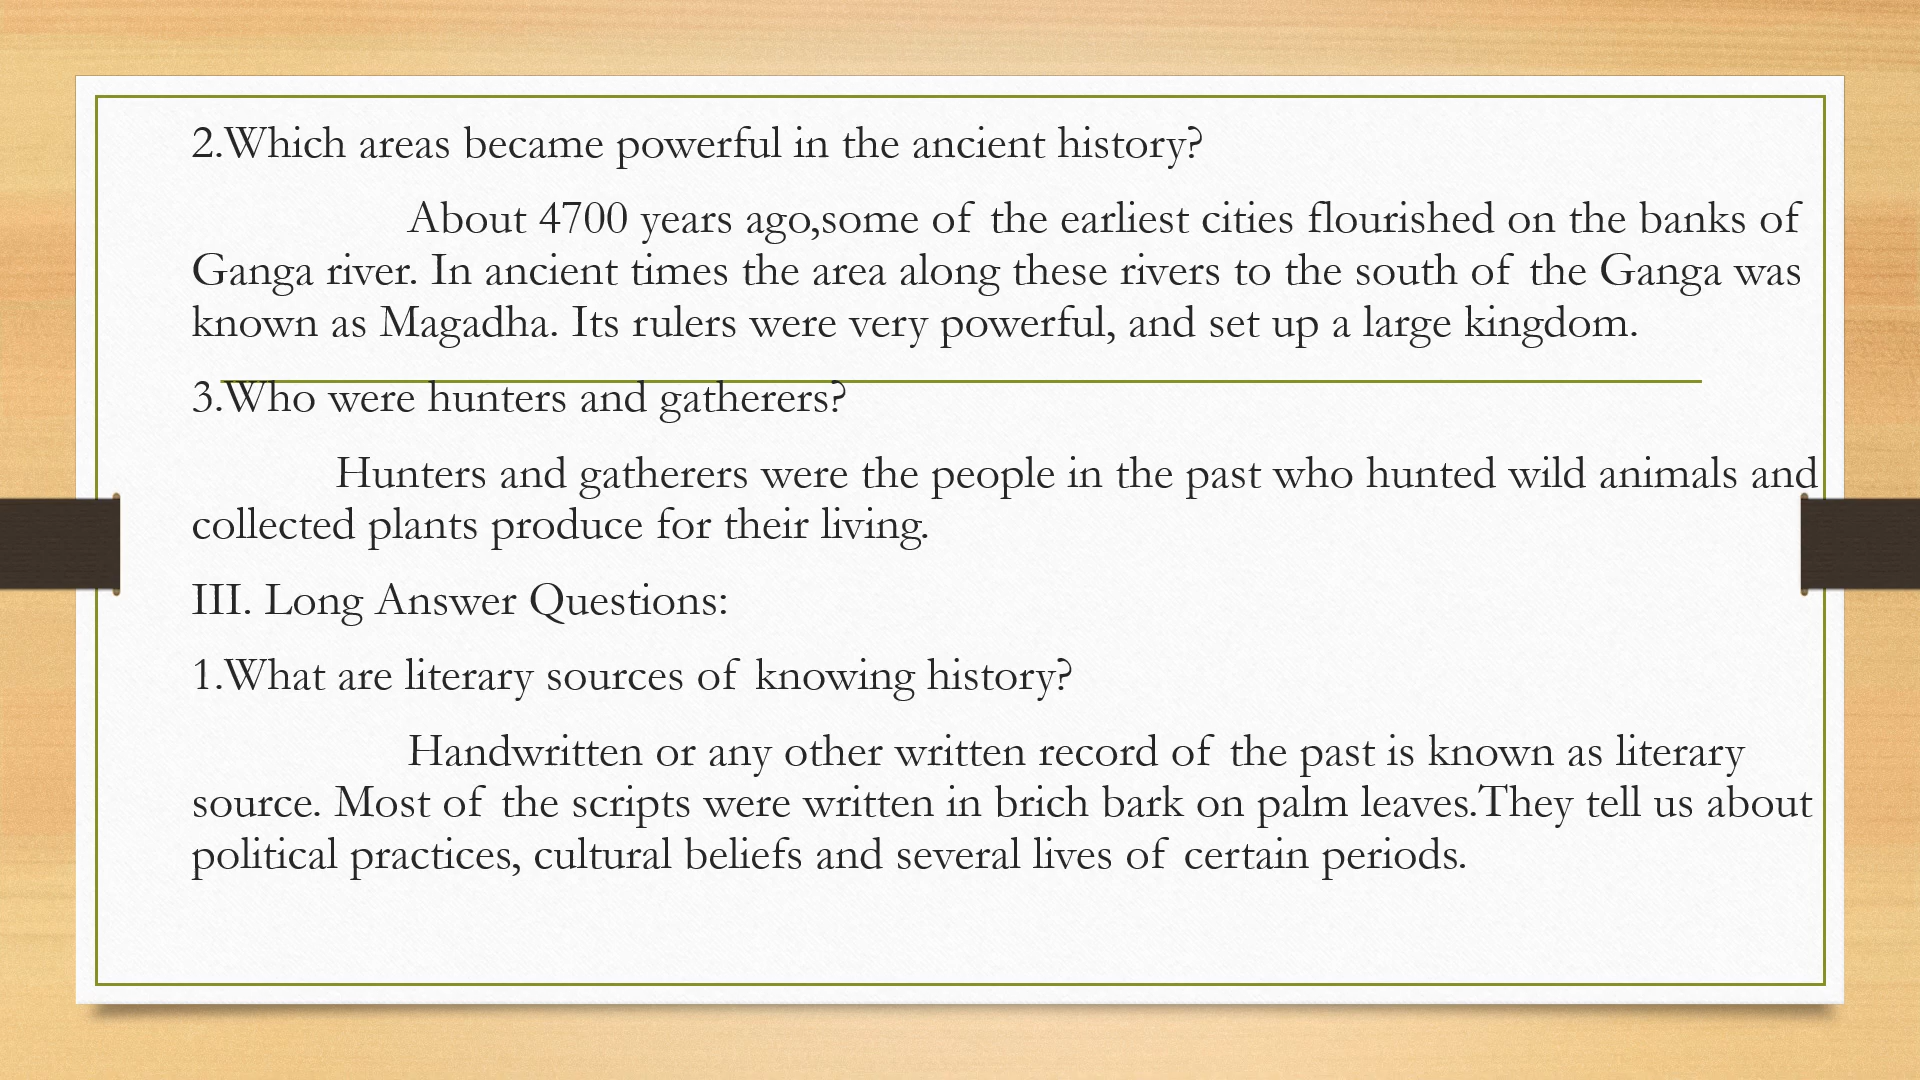 2.Which areas became powerful in the ancient history?
About 4700 years ago,some of the earliest cities flourished on the banks of
Ganga river. In ancient times the area along these rivers to the south of the Ganga was
known as Magadha. Its rulers were very powerful, and set up a large kingdom.
3.Who were hunters and gatherers?
Hunters and gatherers were the people in the past who hunted wild animals and
collected plants produce for their living.
III. Long Answer Questions:
1.What are literary sources of knowing history?
Handwritten or any other written record of the past is known as literary
source. Most of the scripts were written in brich bark on palm leaves.They tell us about
political practices, cultural beliefs and several lives of certain periods.